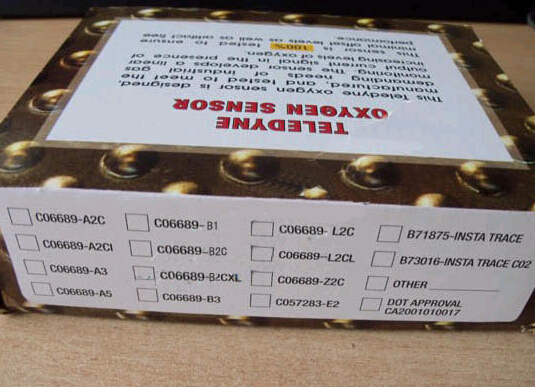 TELEDYNE
OXYGEN SENSOR
This Teledyne oxygen sensor is designed,
manufactured, and tested to meet the
demanding needs of industrial gas
monitoring. The sensor develops a linear
output current signal in the presence of
increasing levels of oxygen.
This sensor is 100% tested to ensure
minimal offset levels as well as artifact free
performance.
C06689-A2C
C06689-A2CI
C06689-A3
C06689-A5
C06689-B1
C06689-B2C
C06689-B2CXL
C06689-B3
C06689-L2C
C06689-L2CL
C06689-Z2C
C057283-E2
B71875-INSTA TRACE
B73016-INSTA TRACE CO2
OTHER
DOT APPROVAL
CA2001010017